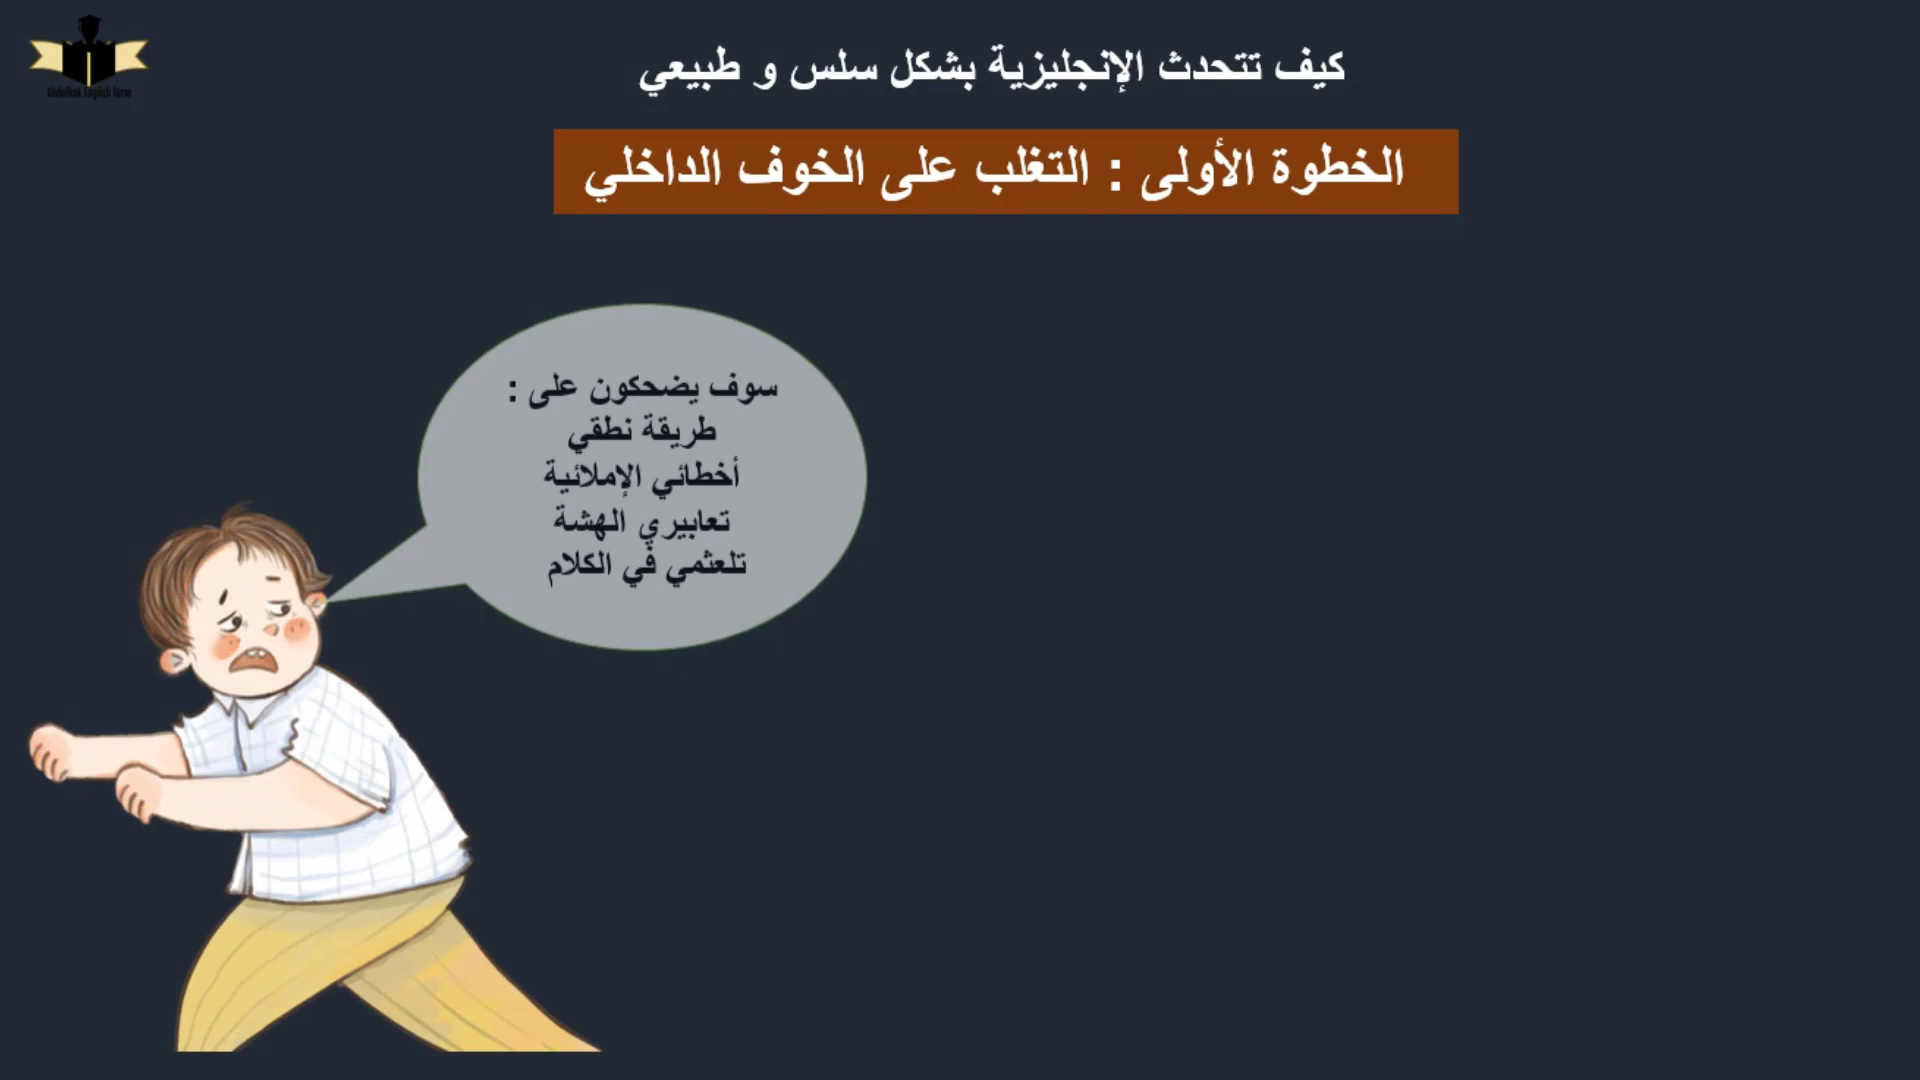 كيف تتحدث الإنجليزية بشكل سلس و طبيعي
الخطوة الأولى : التغلب على الخوف الداخلي
سوف يضحكون على :
طريقة نطقي
أخطائي الإملائية
تعابيري الهشة
تلعثمي في الكلام